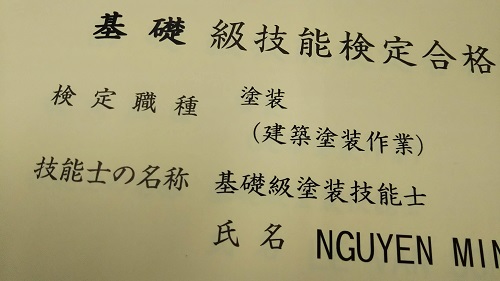 基礎級技能検定合格
検定職種 塗装
(建築塗装作業)
技能士の名称 基礎級塗装技能士
氏名 NGUYEN MIN